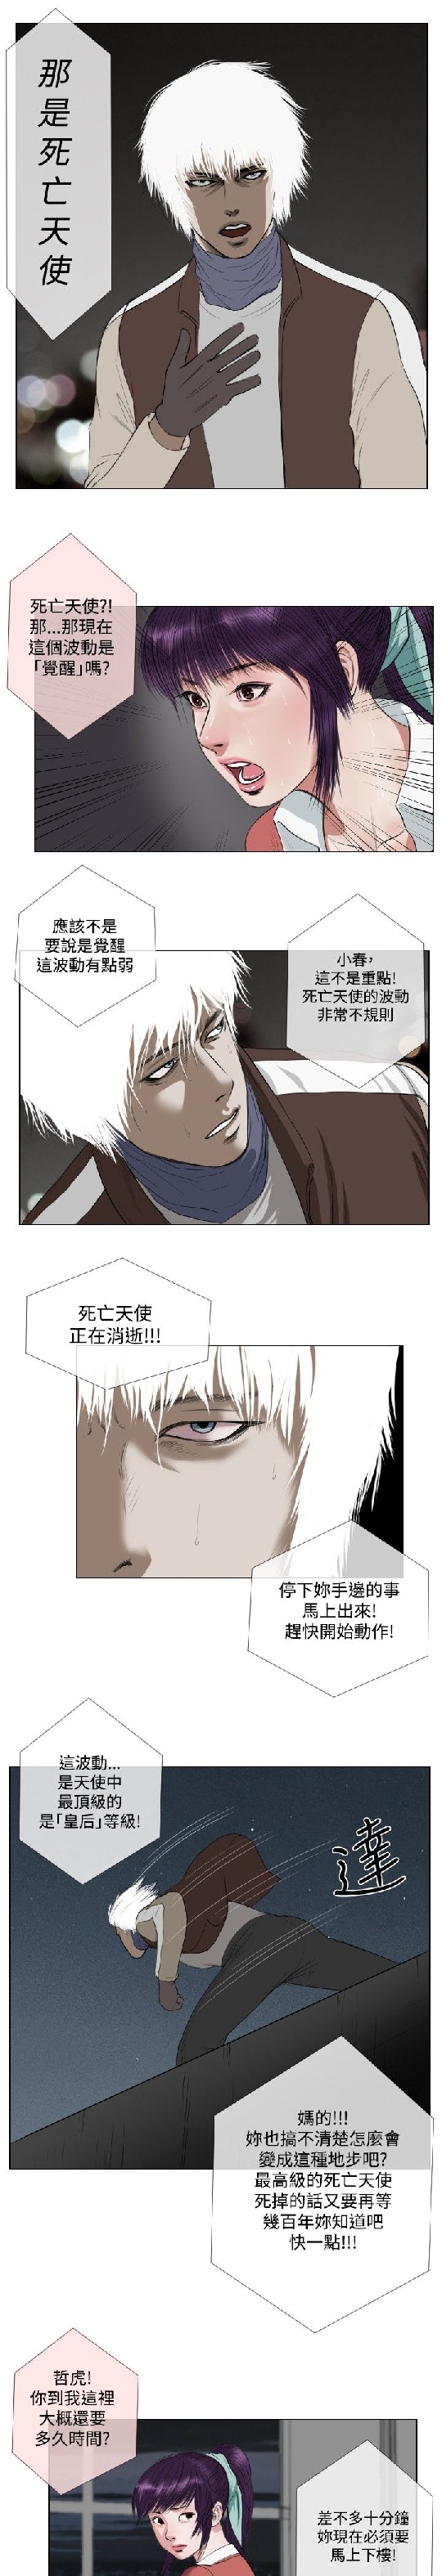 那是死亡天使
死亡天使?!
那...那現在
這個波動是
「覺醒」嗎?
應該不是
要說是覺醒
這波動有點弱
小春，
這不是重點!
死亡天使的波動
非常不規則
死亡天使
正在消逝!!!
停下妳手邊的事
馬上出來!
趕快開始動作!
這波動...
是天使中
最頂級的
是「皇后」等級!
達
媽的!!!
妳也搞不清楚怎麼會
變成這種地步吧?
最高級的死亡天使
死掉的話又要再等
幾百年妳知道吧
快一點!!!
哲虎!
你到我這裡
大概還要
多久時間?
差不多十分鐘
妳現在必須要
馬上下樓!